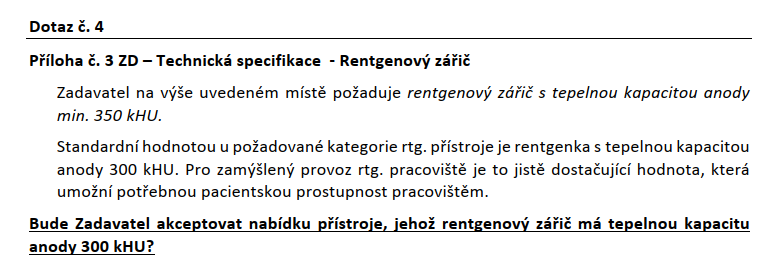 Dotaz č. 4
Příloha č. 3 ZD – Technická specifikace - Rentgenový zářič
Zadavatel na výše uvedeném místě požaduje rentgenový zářič s tepelnou kapacitou anody
min. 350 kHU.
Standardní hodnotou u požadované kategorie rtg. přístroje je rentgenka s tepelnou kapacitou
anody 300 kHU. Pro zamýšlený provoz rtg. pracoviště je to jistě dostačující hodnota, která
umožní potřebnou pacientskou prostupnost pracovištěm.
Bude Zadavatel akceptovat nabídku přístroje, jehož rentgenový zářič má tepelnou kapacitu
anody 300 kHU?